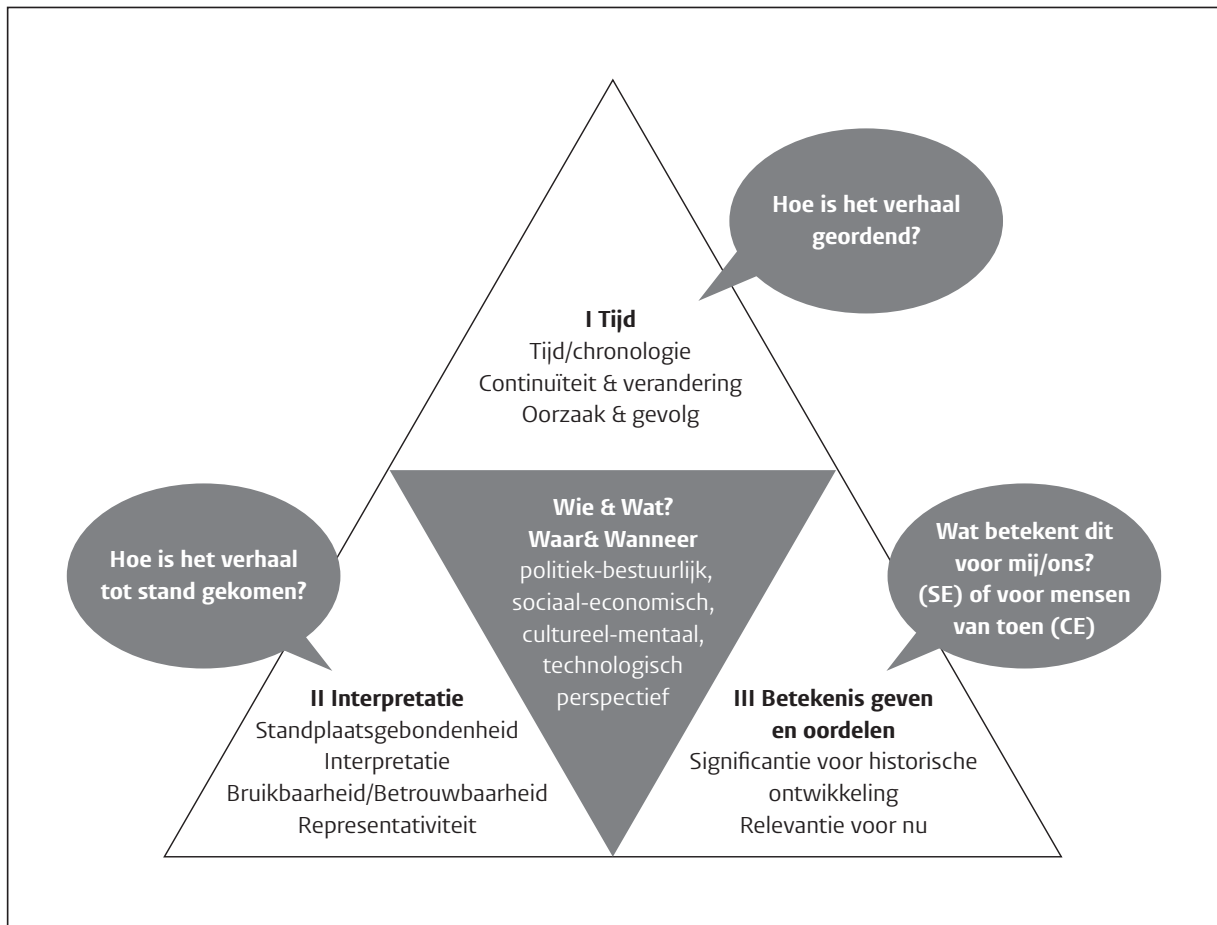 Hoe is het verhaal
geordend?
I Tijd
Tijd/chronologie
Continuïteit & verandering
Oorzaak & gevolg
Hoe is het verhaal
tot stand gekomen?
Wie & Wat?
Waar& Wanneer
politiek-bestuurlijk,
sociaal-economisch,
cultureel-mentaal,
technologisch
perspectief
Wat betekent dit
voor mij/ons?
(SE) of voor mensen
van toen (CE)
II Interpretatie
Standplaatsgebondenheid
Interpretatie
Bruikbaarheid/Betrouwbaarheid
Representativiteit
III Betekenis geven
en oordelen
Significantie voor historische
ontwikkeling
Relevantie voor nu